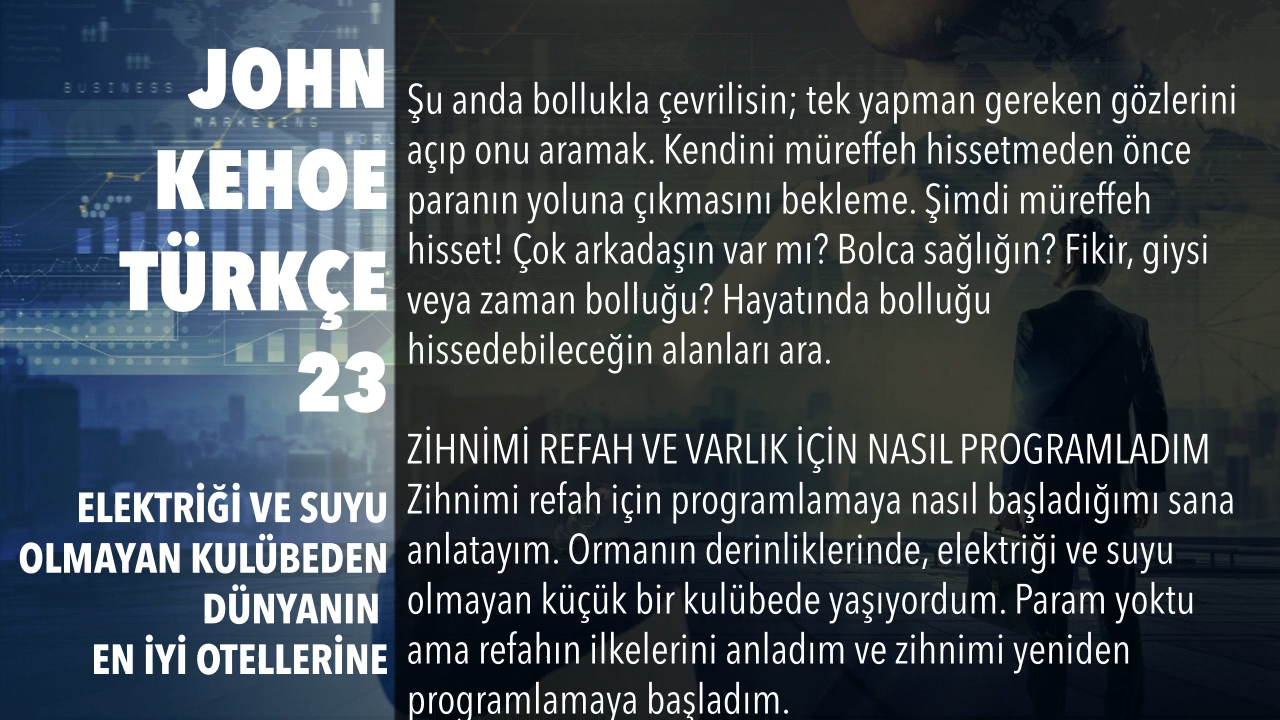 JOHN
KEHOE
TÜRKÇE
23
ELEKTRİĞİ VE SUYU
OLMAYAN KULÜBEDEN
DÜNYANIN
EN İYİ OTELLERİNE
BUSINESS
MARKETING
Şu anda bollukla çevrilisin; tek yapman gereken gözlerini
açıp onu aramak. Kendini müreffeh hissetmeden önce
paranın yoluna çıkmasını bekleme. Şimdi müreffeh
hisset! Çok arkadaşın var mı? Bolca sağlığın? Fikir, giysi
veya zaman bolluğu? Hayatında bolluğu
hissedebileceğin alanları ara.
ZİHNİMİ REFAH VE VARLIK İÇİN NASIL PROGRAMLADIM
Zihnimi refah için programlamaya nasıl başladığımı sana
anlatayım. Ormanın derinliklerinde, elektriği ve suyu
olmayan küçük bir kulübede yaşıyordum. Param yoktu
ama refahın ilkelerini anladım ve zihnimi yeniden
programlamaya başladım.